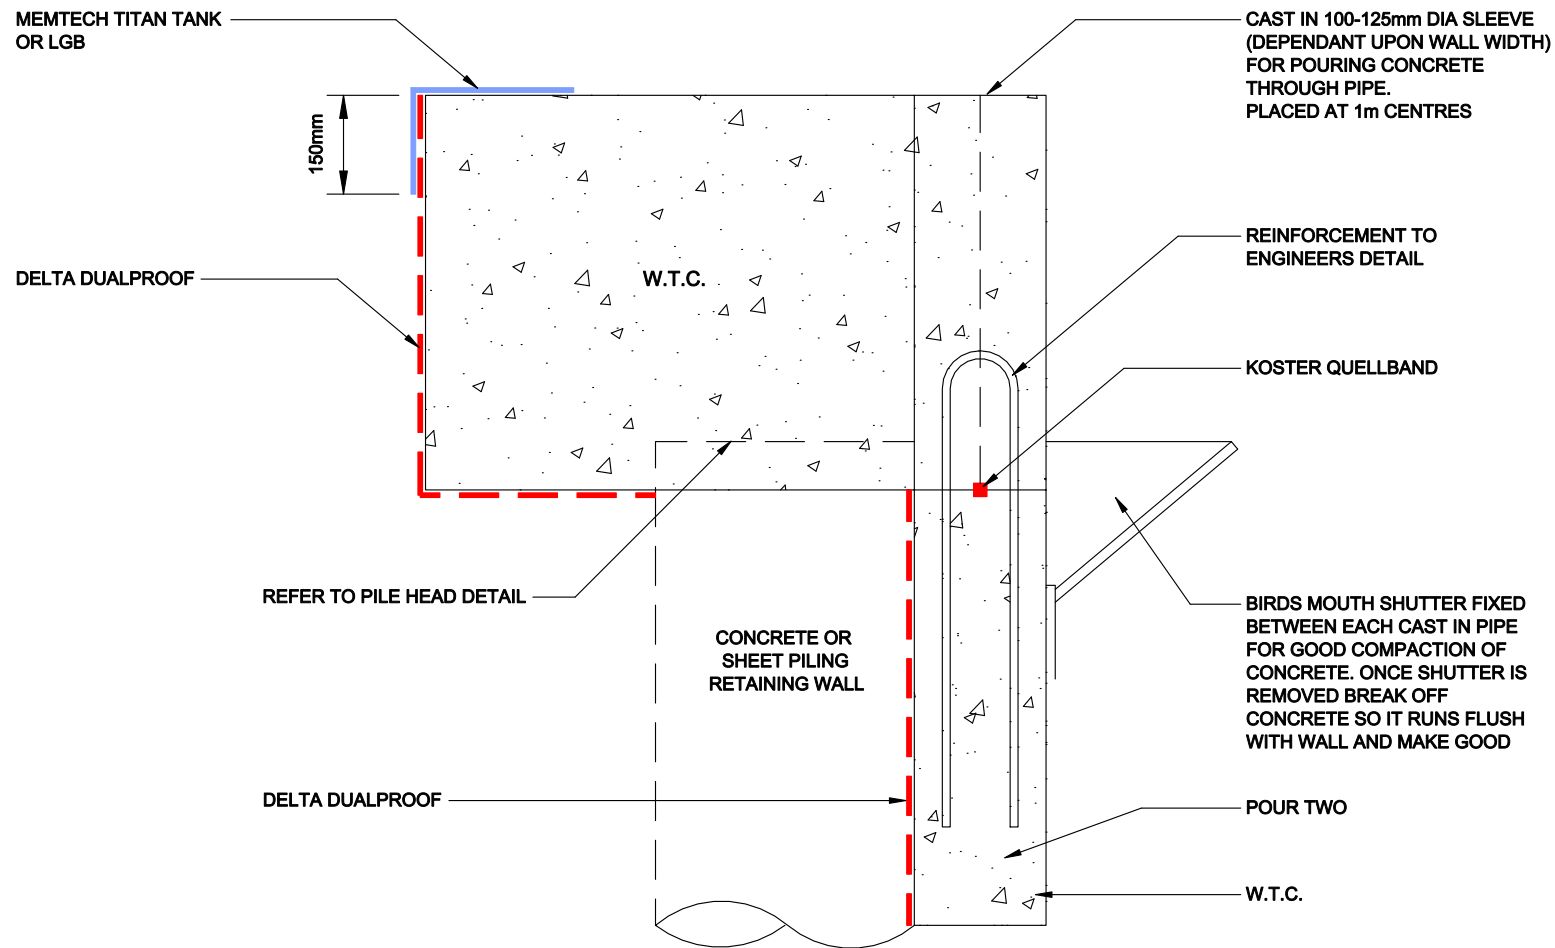 MEMTECH TITAN TANK
OR LGB
CAST IN 100-125mm DIA SLEEVE
(DEPENDANT UPON WALL WIDTH)
FOR POURING CONCRETE
THROUGH PIPE.
PLACED AT 1m CENTRES
150mm
REINFORCEMENT TO
ENGINEERS DETAIL
DELTA DUALPROOF
W.T.C.
KOSTER QUELLBAND
REFER TO PILE HEAD DETAIL
BIRDS MOUTH SHUTTER FIXED
BETWEEN EACH CAST IN PIPE
FOR GOOD COMPACTION OF
CONCRETE. ONCE SHUTTER IS
REMOVED BREAK OFF
CONCRETE SO IT RUNS FLUSH
WITH WALL AND MAKE GOOD
CONCRETE OR
SHEET PILING
RETAINING WALL
DELTA DUALPROOF
POUR TWO
W.T.C.